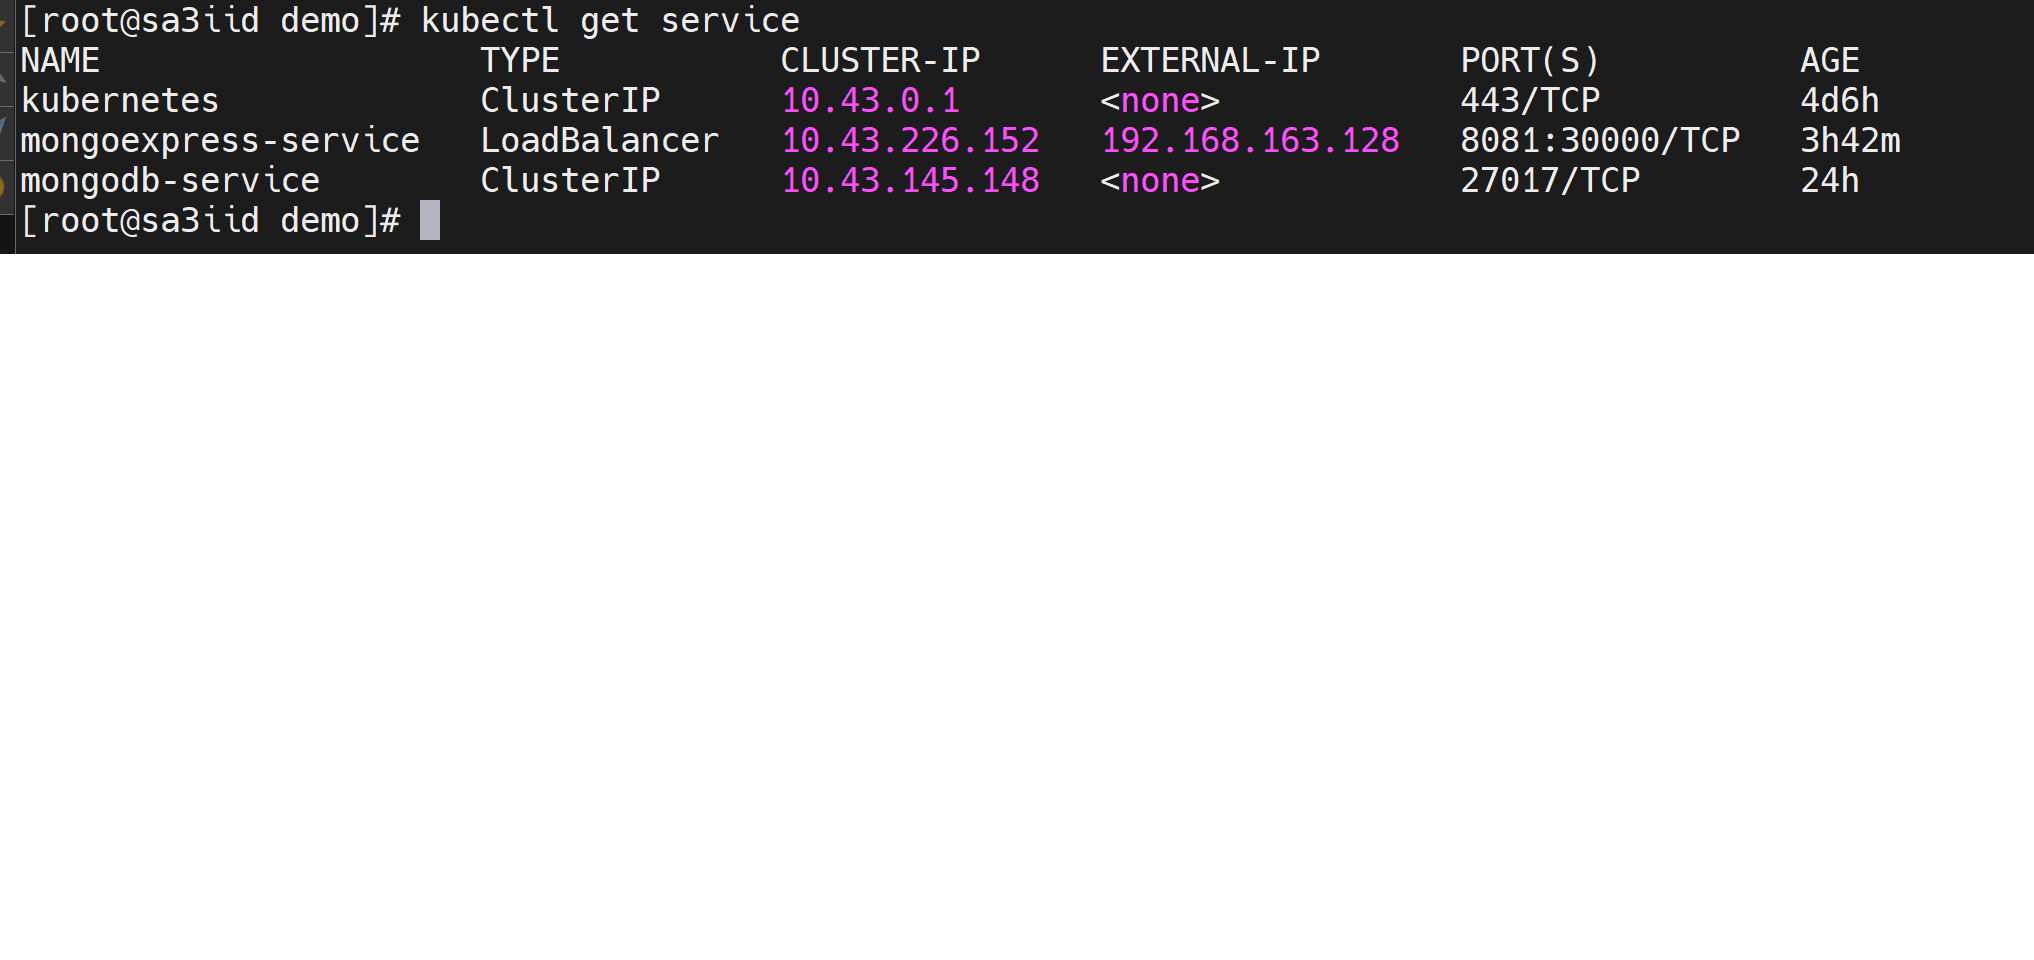 [root@sa3iid demo]# kubectl get service
NAME TYPE CLUSTER-IP EXTERNAL-IP PORT(S) AGE
kubernetes ClusterIP 10.43.0.1 <none> 443/TCP 4d6h
mongoexpress-service LoadBalancer 10.43.226.152 192.168.163.128 8081:30000/TCP 3h42m
mongodb-service ClusterIP 10.43.145.148 <none> 27017/TCP 24h
[root@sa3iid demo]#